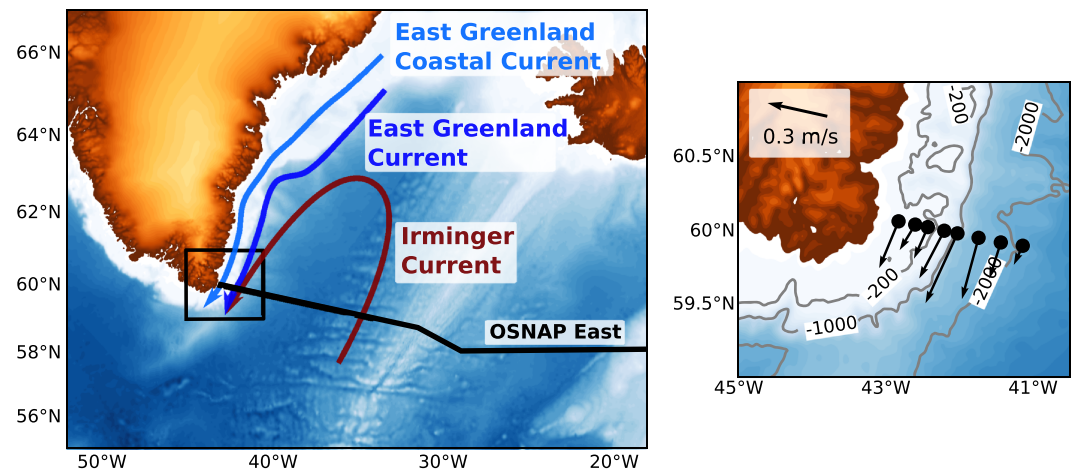 East Greenland
Coastal Current
East Greenland
Current
Irminger
Current
OSNAP East
66°N
64°N
62°N
60°N
58°N
56°N
50°W
40°W
30°W
20°W
0.3 m/s
-200
-2000
-200
-2000
-1000
60.5°N
60°N
59.5°N
45°W
43°W
41°W